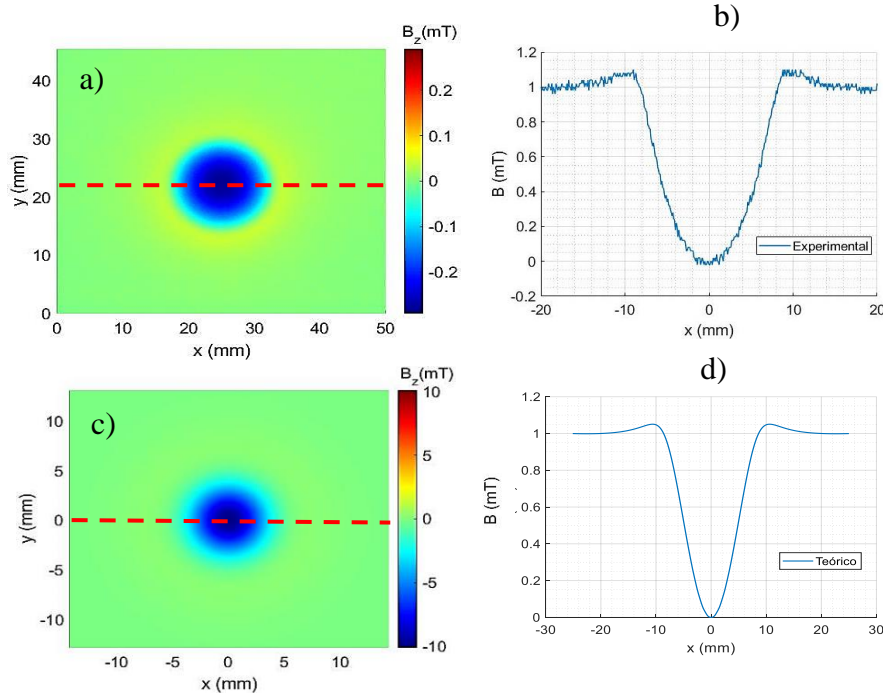 a)
B_z(mT)
40
30
20
10
0
0 10 20 30 40 50
y (mm)
x (mm)
0.2
0.1
0
-0.1
-0.2
b)
1.2
1
0.8
0.6
0.4
0.2
0
-0.2
-20 -10 0 10 20
B (mT)
x (mm)
Experimental
c)
B_z(mT)
10
5
0
-5
-10
-10 -5 0 5 10
y (mm)
x (mm)
10
5
0
-5
-10
d)
1.2
1
0.8
0.6
0.4
0.2
0
-30 -20 -10 0 10 20 30
B (mT)
x (mm)
Teórico